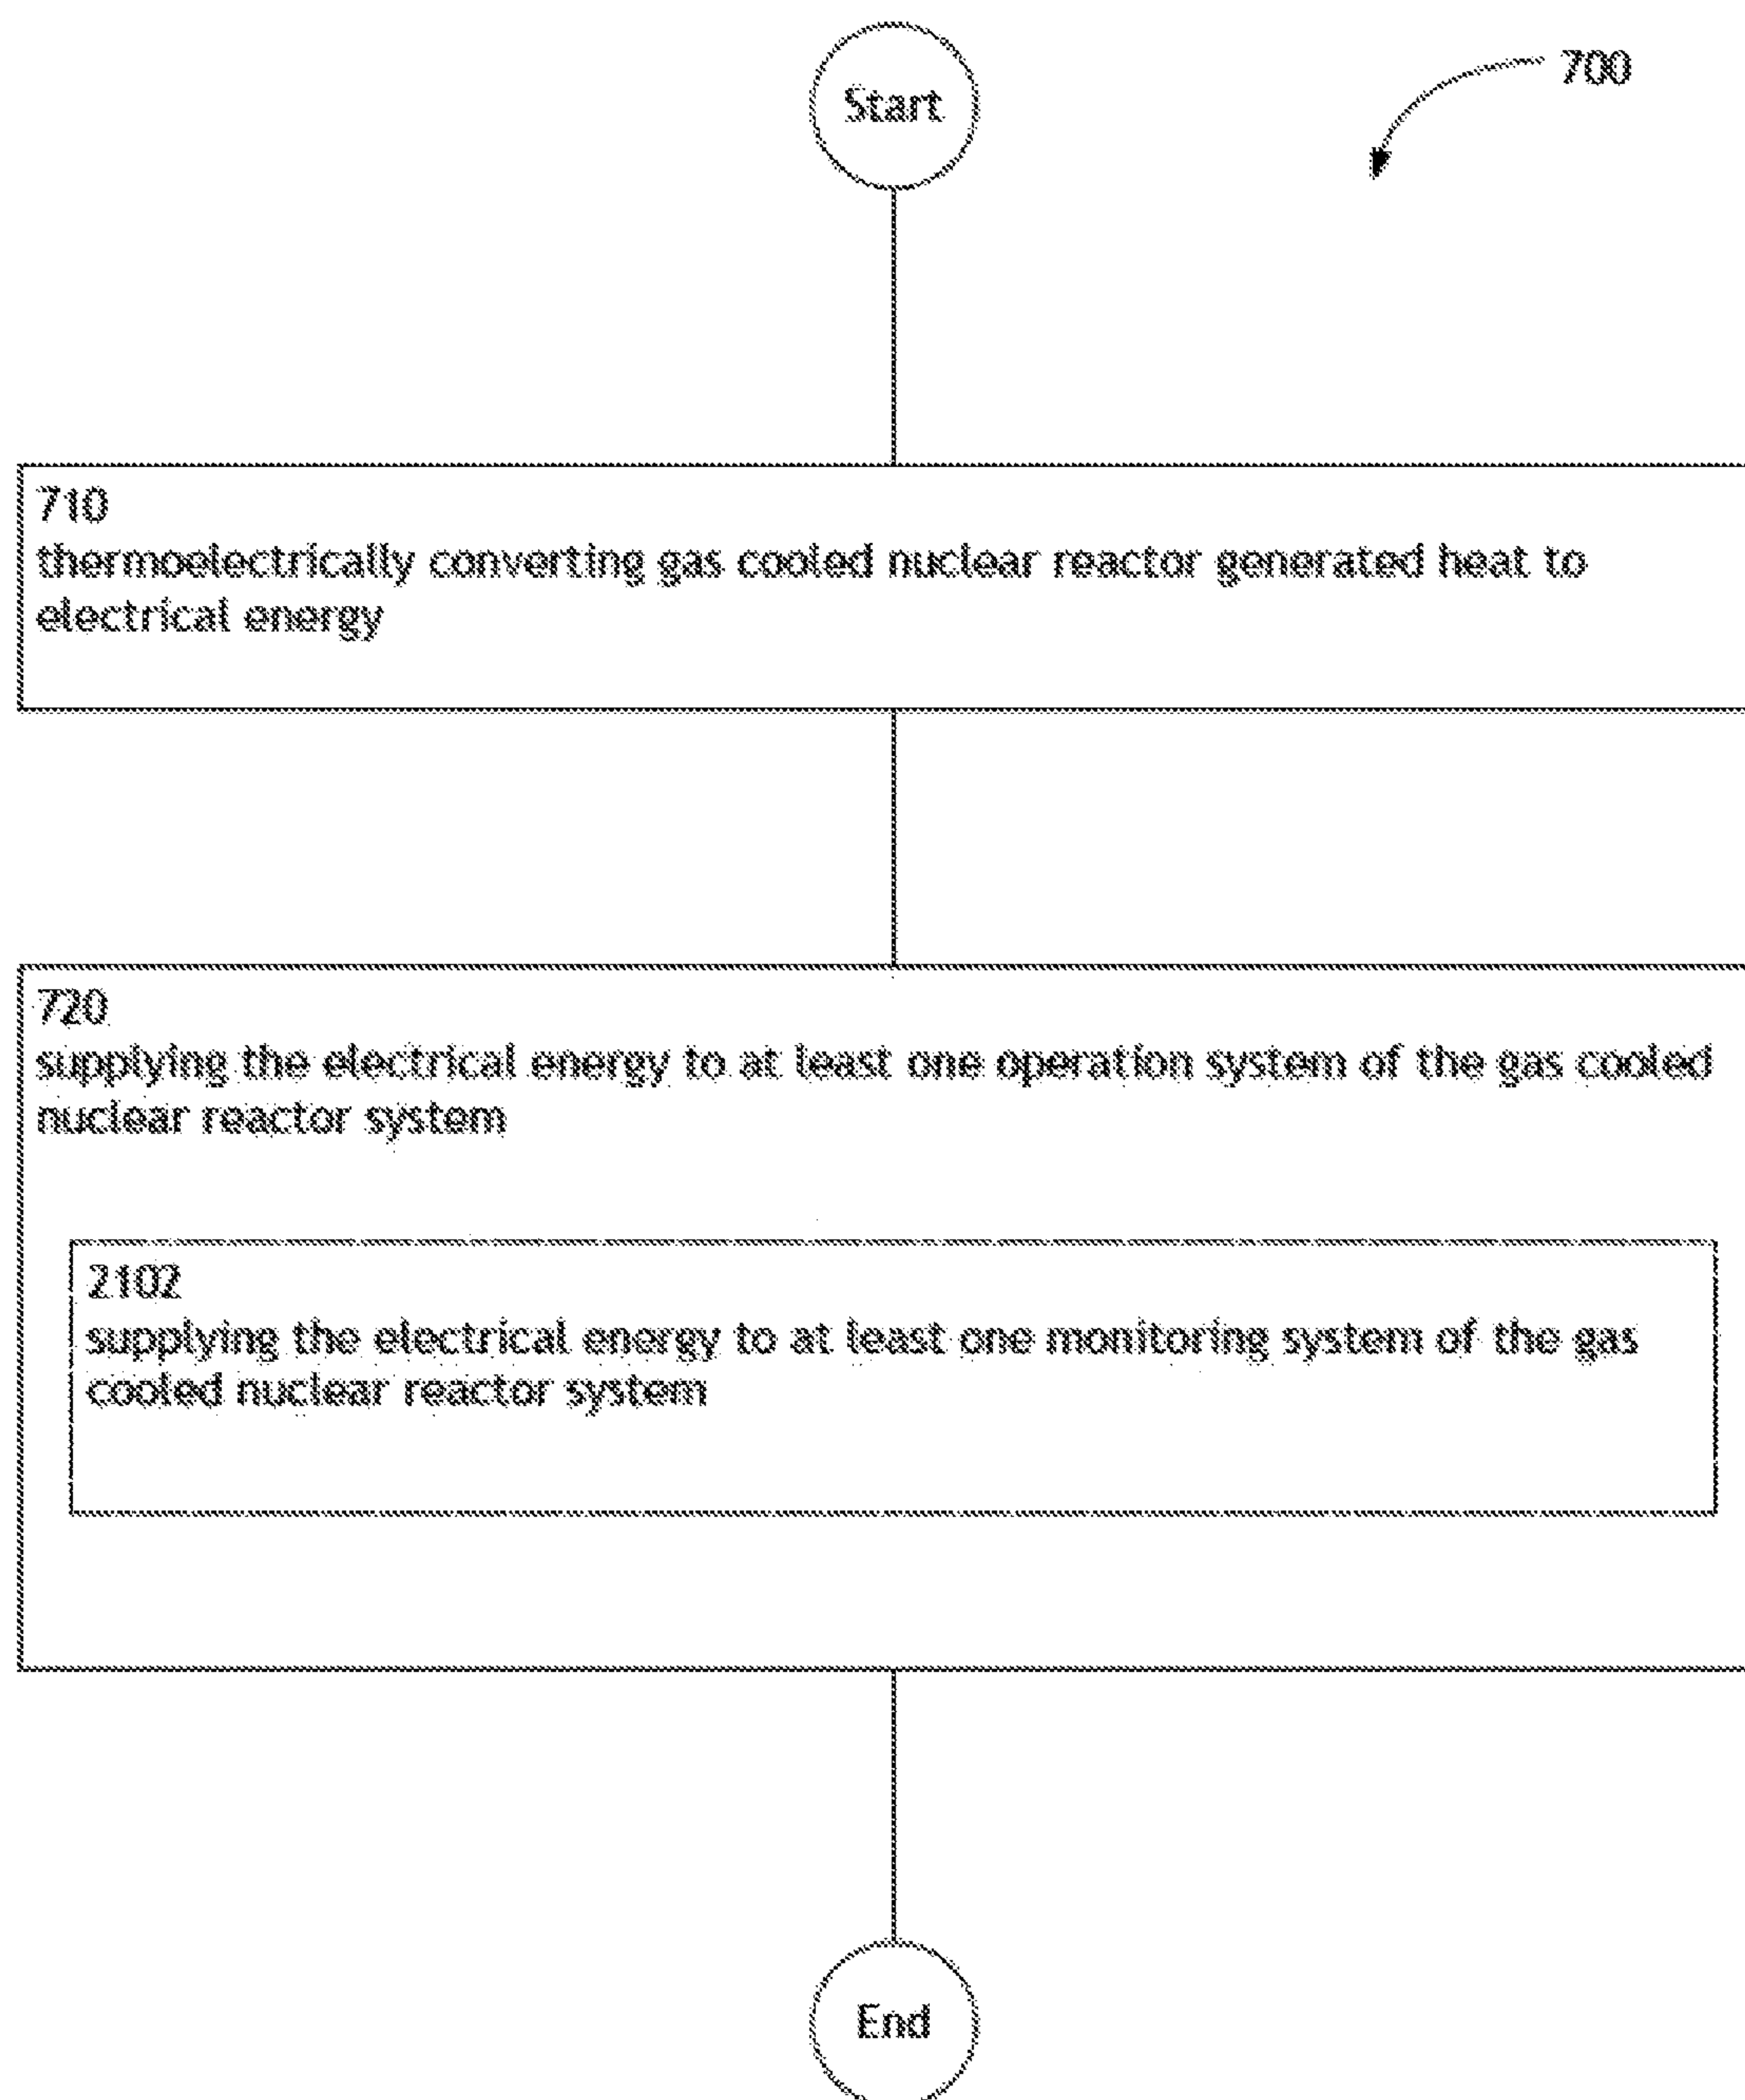 Start
700
710
thermoelectrically converting gas cooled nuclear reactor generated heat to
electrical energy
720
supplying the electrical energy to at least one operation system of the gas cooled
nuclear reactor system
2102
supplying the electrical energy to at least one monitoring system of the gas
cooled nuclear reactor system
End